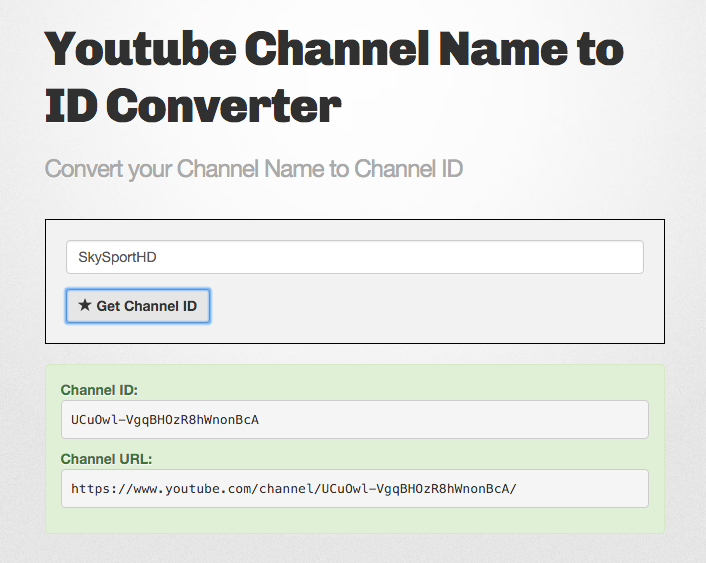 Youtube Channel Name to
ID Converter
Convert your Channel Name to Channel ID
SkySportHD
★ Get Channel ID
Channel ID:
UCuOwl-VgqBHOzR8hWnonBcA
Channel URL:
https://www.youtube.com/channel/UCuOwl-VgqBHOzR8hWnonBcA/